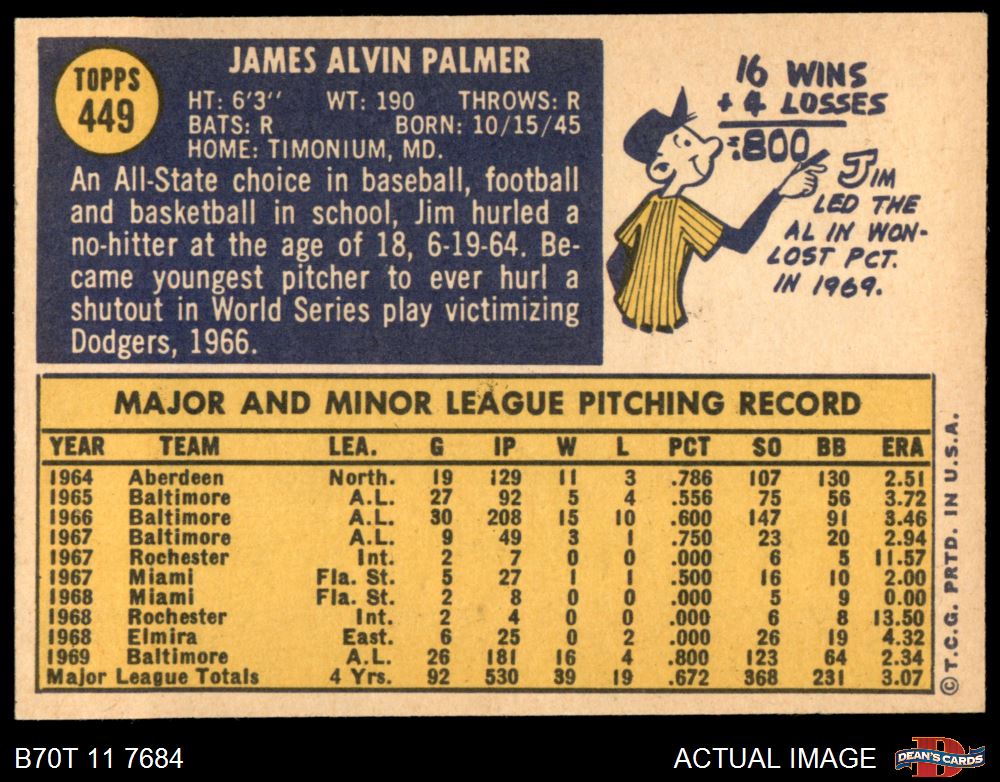 TOPPS
449
JAMES ALVIN PALMER
HT: 6'3'' WT: 190 THROWS: R
BATS: R BORN: 10/15/45
HOME: TIMONIUM, MD.
An All-State choice in baseball, football
and basketball in school, Jim hurled a
no-hitter at the age of 18, 6-19-64. Be-
came youngest pitcher to ever hurl a
shutout in World Series play victimizing
Dodgers, 1966.
16 WINS
+ 4 LOSSES
=.800
JIM
LED THE
AL IN WON-
LOST PCT.
IN 1969.
MAJOR AND MINOR LEAGUE PITCHING RECORD
YEAR TEAM LEA. G IP W L PCT SO BB ERA
1964 Aberdeen North. 19 129 11 3 .786 107 130 2.51
1965 Baltimore A.L. 27 92 5 4 .556 75 56 3.72
1966 Baltimore A.L. 30 208 15 10 .600 147 91 3.46
1967 Baltimore A.L. 9 49 3 1 .750 23 20 2.94
1967 Rochester Int. 2 7 0 0 .000 6 5 11.57
1967 Miami Fla. St. 5 27 1 1 .500 16 10 2.00
1968 Miami Fla. St. 2 8 0 0 .000 5 9 0.00
1968 Rochester Int. 2 4 0 0 .000 6 8 13.50
1968 Elmira East. 6 25 0 2 .000 26 19 4.32
1969 Baltimore A.L. 26 181 16 4 .800 123 64 2.34
Major League Totals 4 Yrs. 92 530 39 19 .672 368 231 3.07
©T.C.G. PRTD. IN U.S.A.
B70T 11 7684
ACTUAL IMAGE
D
DEAN'S CARDS